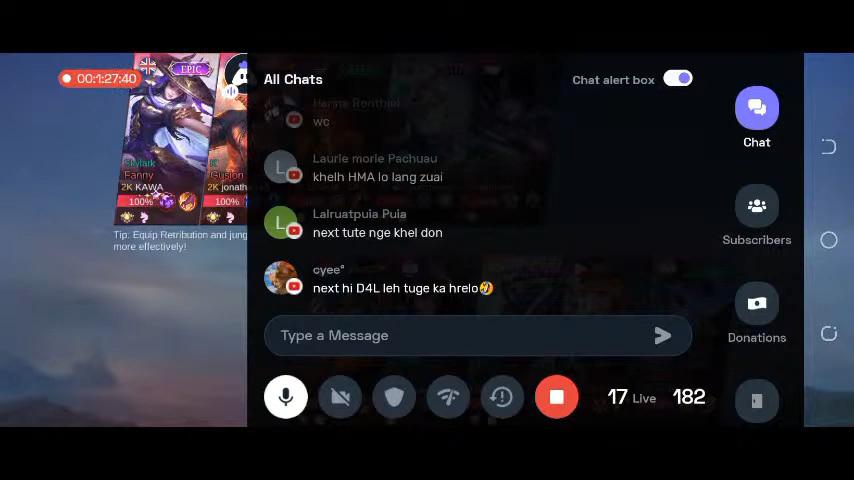 00:1:27:40
EPIC
All Chats
Chat alert box
wc
Laurie morie Pachuau
khelh HMA lo lang zuai
Lalruatpuia Puia
next tute nge khel don
cyee°
next hi D4L leh tuge ka hrelo🤣
Type a Message
17 Live 182
Chat
Subscribers
Donations
Skylark
Fanny
2K KAWA
100%
Gusion
2K jonath
100%
Tip: Equip Retribution and jung
more effectively!
L
L